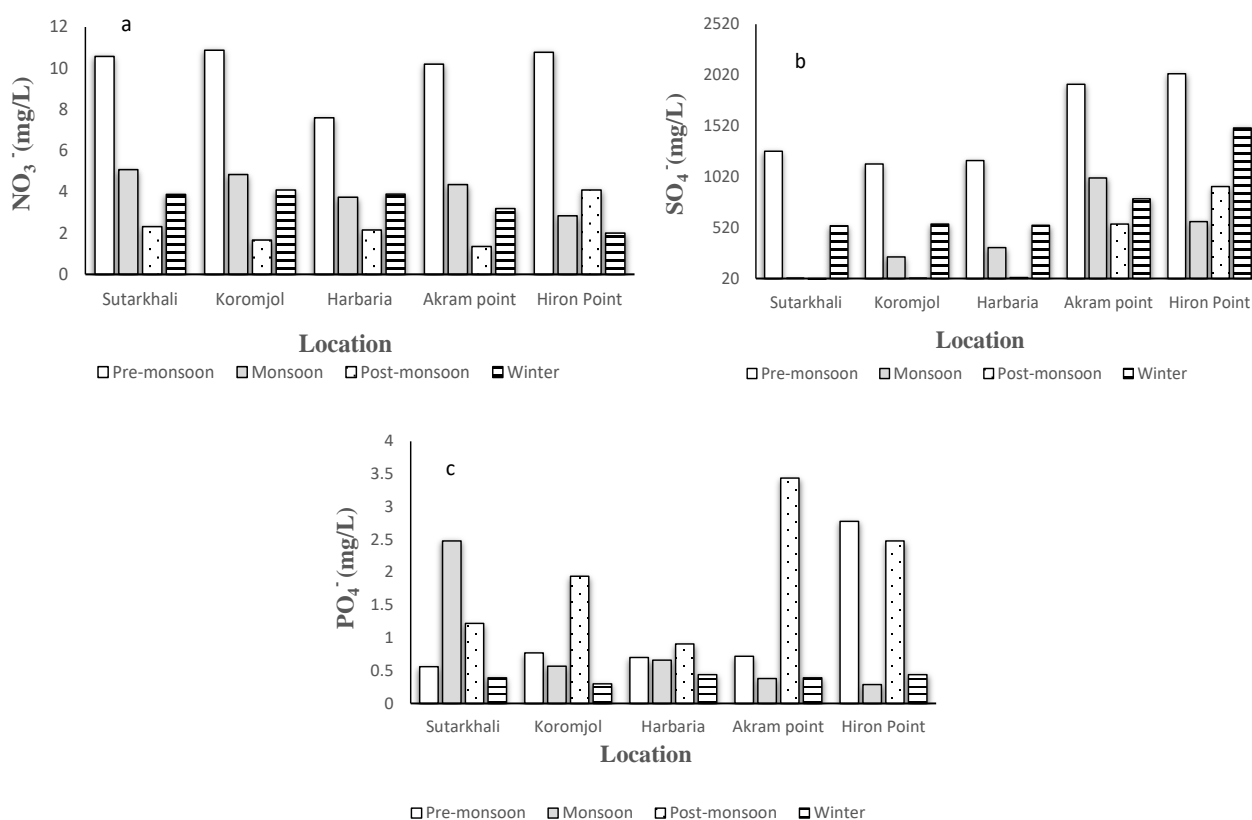 a
NO₃⁻ (mg/L)
12
10
8
6
4
2
0
Sutarkhali Koromjol Harbaria Akram point Hiron Point
Location
Pre-monsoon Monsoon Post-monsoon Winter
b
SO₄⁻ (mg/L)
2520
2020
1520
1020
520
20
Sutarkhali Koromjol Harbaria Akram point Hiron Point
Location
Pre-monsoon Monsoon Post-monsoon Winter
c
PO₄⁻ (mg/L)
4
3.5
3
2.5
2
1.5
1
0.5
0
Sutarkhali Koromjol Harbaria Akram point Hiron Point
Location
Pre-monsoon Monsoon Post-monsoon Winter